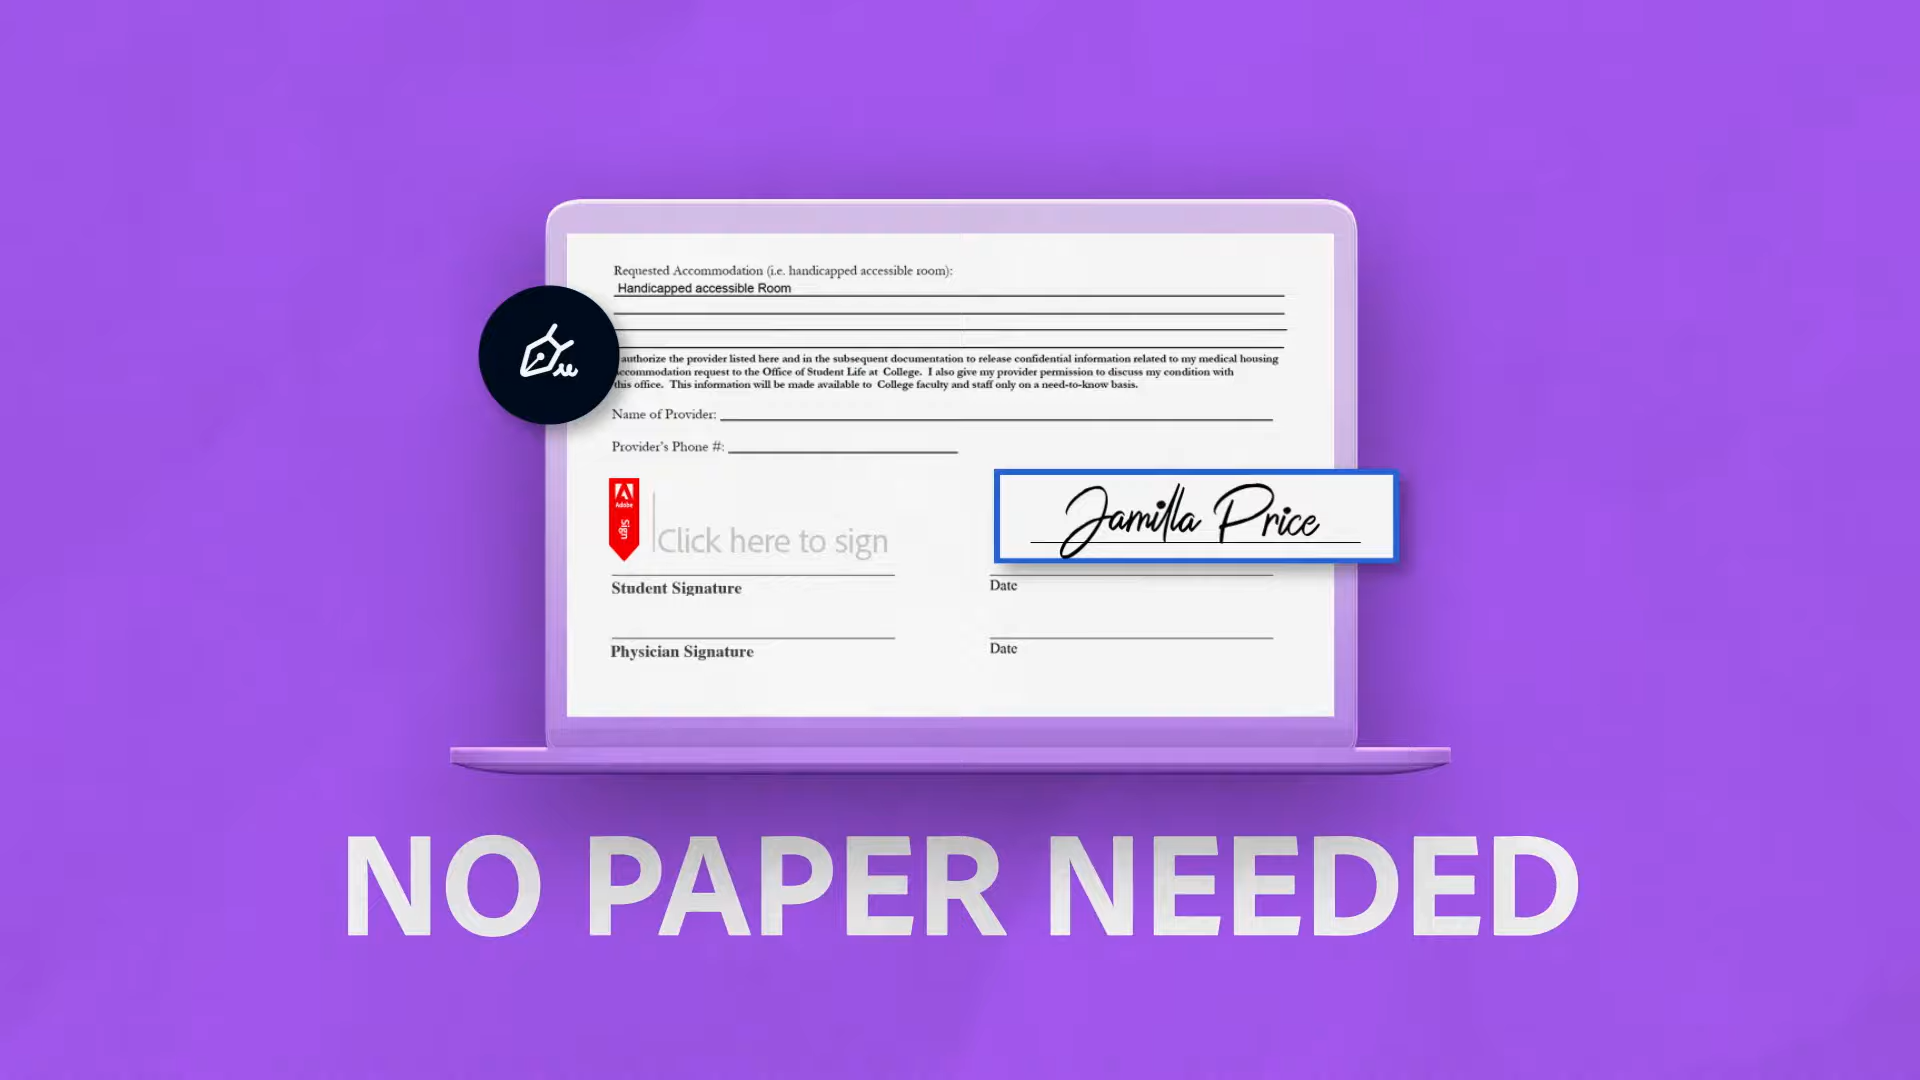 Requested Accommodation (i.e. handicapped accessible room):
Handicapped accessible Room
authorize the provider listed here and in the subsequent documentation to release confidential information related to my medical housing
accommodation request to the Office of Student Life at College. I also give my provider permission to discuss my condition with
this office. This information will be made available to College faculty and staff only on a need-to-know basis.
Name of Provider:
Provider's Phone #:
Adobe
Sign
Click here to sign
Jamilla Price
Student Signature
Date
Physician Signature
Date
NO PAPER NEEDED